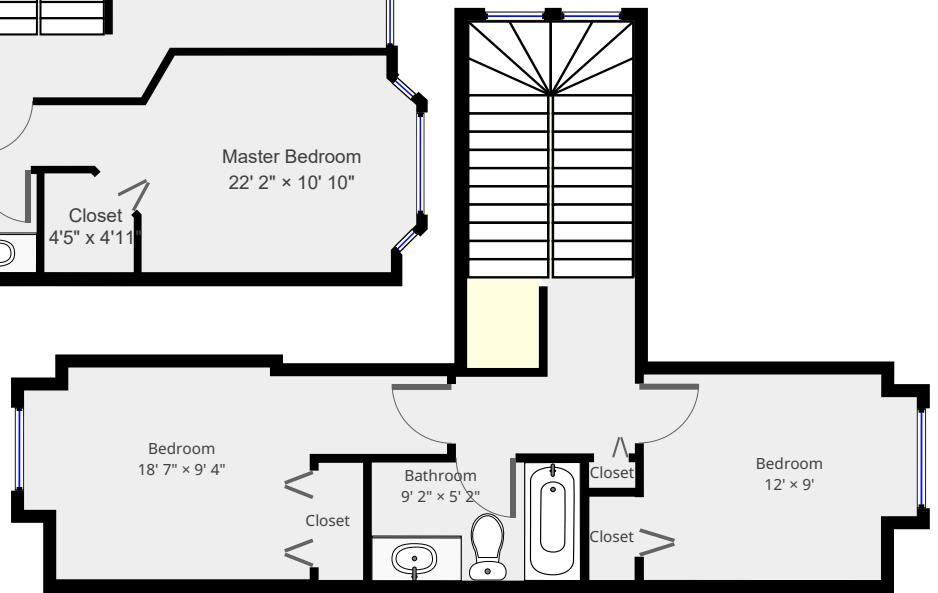 Master Bedroom
22' 2" × 10' 10"
Closet
4'5" x 4'11"
Bedroom
18' 7" × 9' 4"
Closet
Bathroom
9' 2" × 5' 2"
Closet
Closet
Bedroom
12' × 9'